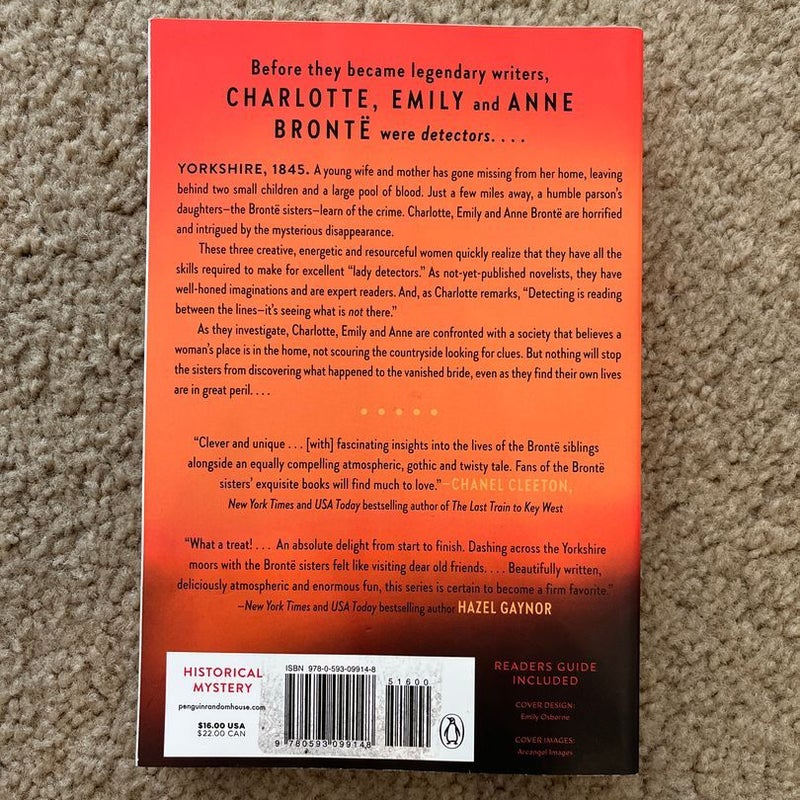 Before they became legendary writers,
CHARLOTTE, EMILY and ANNE
BRONTË were detectors. . . .
YORKSHIRE, 1845. A young wife and mother has gone missing from her home, leaving
behind two small children and a large pool of blood. Just a few miles away, a humble parson's
daughters—the Brontë sisters—learn of the crime. Charlotte, Emily and Anne Brontë are horrified
and intrigued by the mysterious disappearance.
These three creative, energetic and resourceful women quickly realize that they have all the
skills required to make for excellent “lady detectors.” As not-yet-published novelists, they have
well-honed imaginations and are expert readers. And, as Charlotte remarks, “Detecting is reading
between the lines—it's seeing what is not there.”
As they investigate, Charlotte, Emily and Anne are confronted with a society that believes a
woman's place is in the home, not scouring the countryside looking for clues. But nothing will stop
the sisters from discovering what happened to the vanished bride, even as they find their own lives
are in great peril. . . .
“Clever and unique . . . [with] fascinating insights into the lives of the Brontë siblings
alongside an equally compelling atmospheric, gothic and twisty tale. Fans of the Brontë
sisters' exquisite books will find much to love.” —CHANEL CLEETON,
New York Times and USA Today bestselling author of The Last Train to Key West
“What a treat! . . . An absolute delight from start to finish. Dashing across the Yorkshire
moors with the Brontë sisters felt like visiting dear old friends. . . . Beautifully written,
deliciously atmospheric and enormous fun, this series is certain to become a firm favorite.”
—New York Times and USA Today bestselling author HAZEL GAYNOR
HISTORICAL
MYSTERY
penguinrandomhouse.com
$16.00 USA
$22.00 CAN
ISBN 978-0-593-09914-8
51600
9 780593 099148
READERS GUIDE
INCLUDED
COVER DESIGN:
Emily Osborne
COVER IMAGES:
Arcangel Images